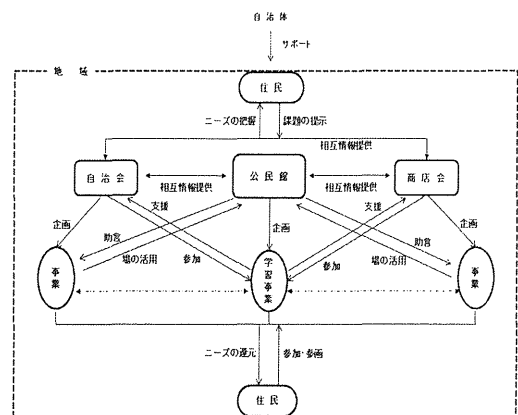 自治体
サポート
地域
住民
ニーズの把握
課題の提示
相互情報提供
自治会
公民館
商店会
相互情報提供
相互情報提供
支援
支援
企画
企画
企画
助言
助言
参加
参加
場の活用
場の活用
事業
学習事業
事業
ニーズの還元
参加・参画
住民